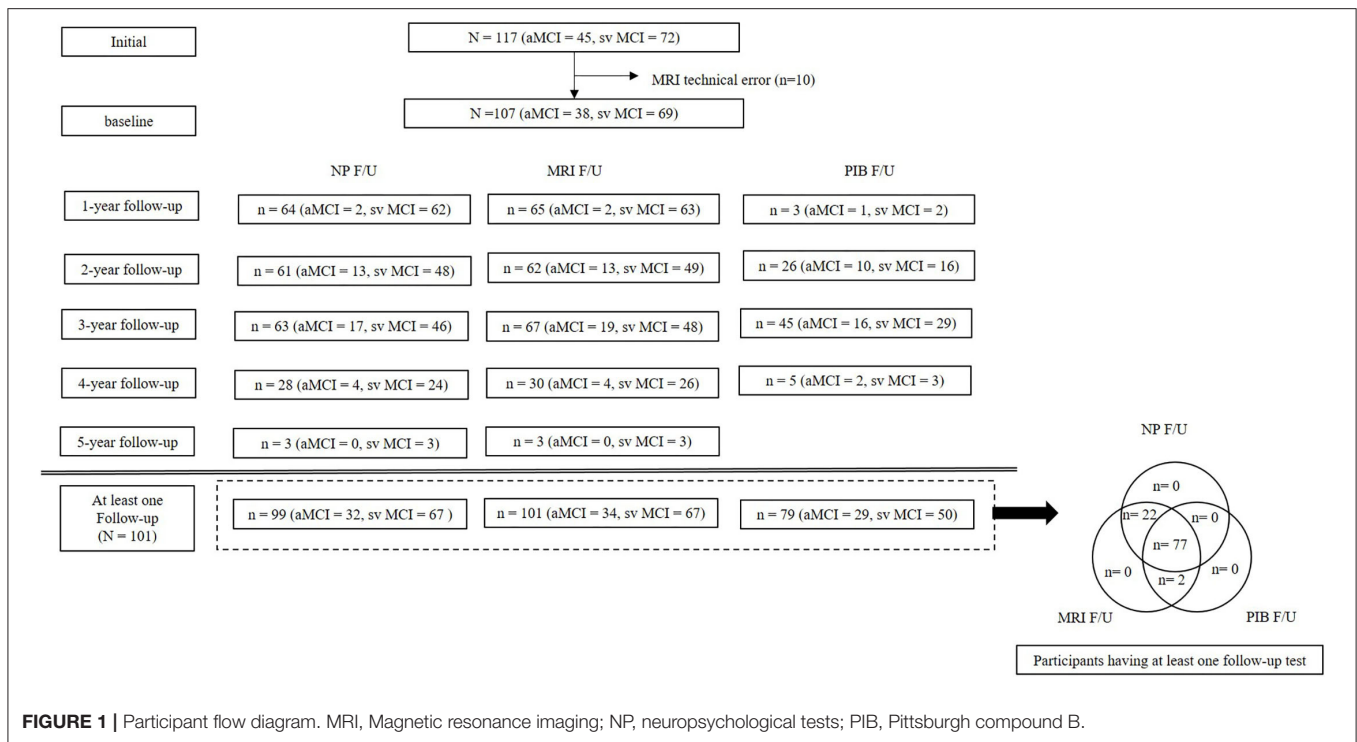 Initial
N = 117 (aMCI = 45, sv MCI = 72)
MRI technical error (n=10)
baseline
N =107 (aMCI = 38, sv MCI = 69)
NP F/U
MRI F/U
PIB F/U
1-year follow-up
n = 64 (aMCI = 2, sv MCI = 62)
n = 65 (aMCI = 2, sv MCI = 63)
n = 3 (aMCI = 1, sv MCI = 2)
2-year follow-up
n = 61 (aMCI = 13, sv MCI = 48)
n = 62 (aMCI = 13, sv MCI = 49)
n = 26 (aMCI = 10, sv MCI = 16)
3-year follow-up
n = 63 (aMCI = 17, sv MCI = 46)
n = 67 (aMCI = 19, sv MCI = 48)
n = 45 (aMCI = 16, sv MCI = 29)
4-year follow-up
n = 28 (aMCI = 4, sv MCI = 24)
n = 30 (aMCI = 4, sv MCI = 26)
n = 5 (aMCI = 2, sv MCI = 3)
5-year follow-up
n = 3 (aMCI = 0, sv MCI = 3)
n = 3 (aMCI = 0, sv MCI = 3)
At least one
Follow-up
(N = 101)
n = 99 (aMCI = 32, sv MCI = 67 )
n = 101 (aMCI = 34, sv MCI = 67)
n = 79 (aMCI = 29, sv MCI = 50)
NP F/U
n= 0
n= 22
n= 0
n= 77
n= 0
n= 2
n= 0
MRI F/U
PIB F/U
Participants having at least one follow-up test
FIGURE 1 | Participant flow diagram. MRI, Magnetic resonance imaging; NP, neuropsychological tests; PIB, Pittsburgh compound B.